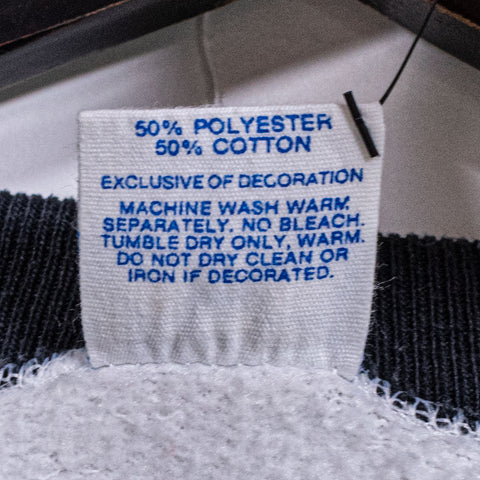 50% POLYESTER
50% COTTON
EXCLUSIVE OF DECORATION
MACHINE WASH WARM.
SEPARATELY. NO BLEACH.
TUMBLE DRY ONLY, WARM.
DO NOT DRY CLEAN OR
IRON IF DECORATED.